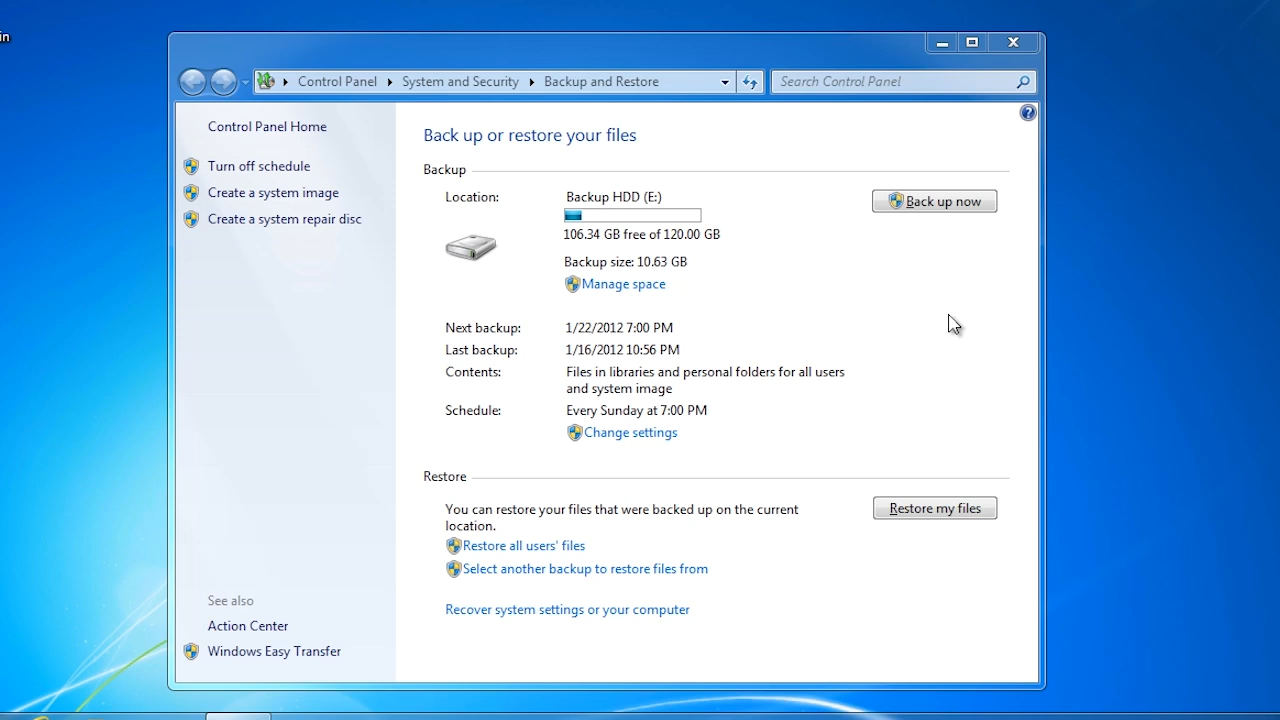 in
Control Panel
System and Security
Backup and Restore
Search Control Panel
Control Panel Home
Turn off schedule
Create a system image
Create a system repair disc
See also
Action Center
Windows Easy Transfer
Back up or restore your files
Backup
Location:
Backup HDD (E:)
106.34 GB free of 120.00 GB
Backup size: 10.63 GB
Manage space
Back up now
Next backup:
1/22/2012 7:00 PM
Last backup:
1/16/2012 10:56 PM
Contents:
Files in libraries and personal folders for all users
and system image
Schedule:
Every Sunday at 7:00 PM
Change settings
Restore
You can restore your files that were backed up on the current
location.
Restore my files
Restore all users' files
Select another backup to restore files from
Recover system settings or your computer